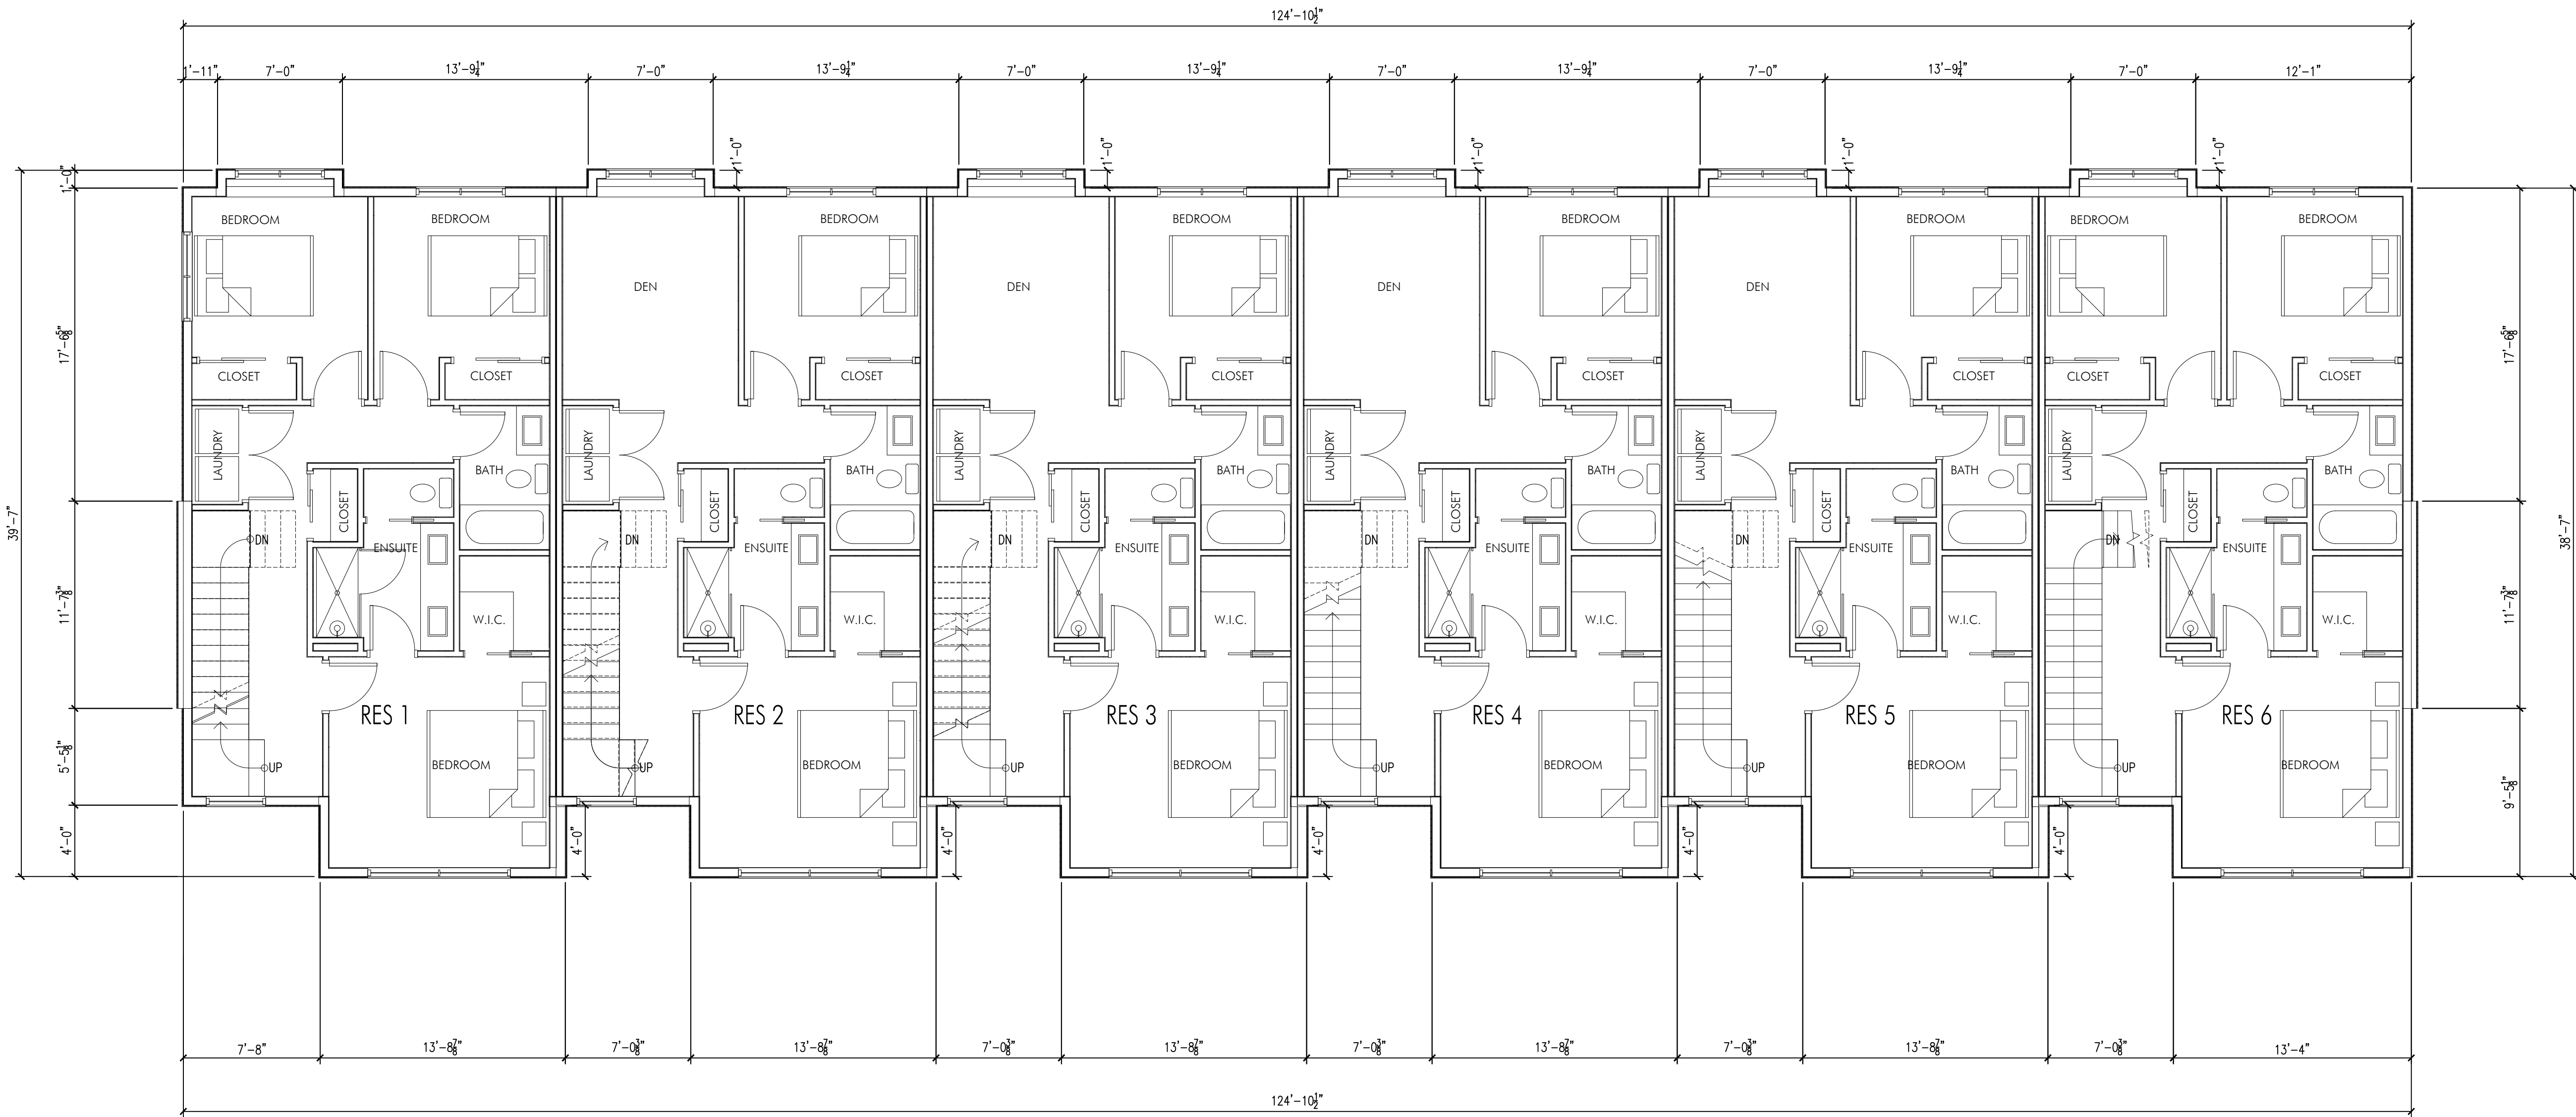 124'-10½"
1'-11" 7'-0" 13'-9¼" 7'-0" 13'-9¼" 7'-0" 13'-9¼" 7'-0" 13'-9¼" 7'-0" 13'-9¼" 7'-0" 12'-1"
1'-0" 1'-0" 1'-0" 1'-0" 1'-0" 1'-0"
BEDROOM BEDROOM BEDROOM BEDROOM BEDROOM BEDROOM BEDROOM BEDROOM
DEN DEN DEN DEN
17'-6⅝" 17'-6⅝"
CLOSET CLOSET CLOSET CLOSET CLOSET CLOSET CLOSET CLOSET
LAUNDRY LAUNDRY LAUNDRY LAUNDRY LAUNDRY LAUNDRY
BATH BATH BATH BATH BATH BATH
CLOSET CLOSET CLOSET CLOSET CLOSET CLOSET
39'-7" 38'-7"
DN DN DN DN DN DN
ENSUITE ENSUITE ENSUITE ENSUITE ENSUITE ENSUITE
11'-7⅜" 11'-7⅜"
W.I.C. W.I.C. W.I.C. W.I.C. W.I.C. W.I.C.
RES 1 RES 2 RES 3 RES 4 RES 5 RES 6
5'-5⅛" 9'-5⅛"
UP UP UP UP UP UP
BEDROOM BEDROOM BEDROOM BEDROOM BEDROOM BEDROOM
4'-0" 4'-0" 4'-0" 4'-0" 4'-0" 4'-0"
7'-8" 13'-8⅞" 7'-0⅜" 13'-8⅞" 7'-0⅜" 13'-8⅞" 7'-0⅜" 13'-8⅞" 7'-0⅜" 13'-8⅞" 7'-0⅜" 13'-4"
124'-10½"